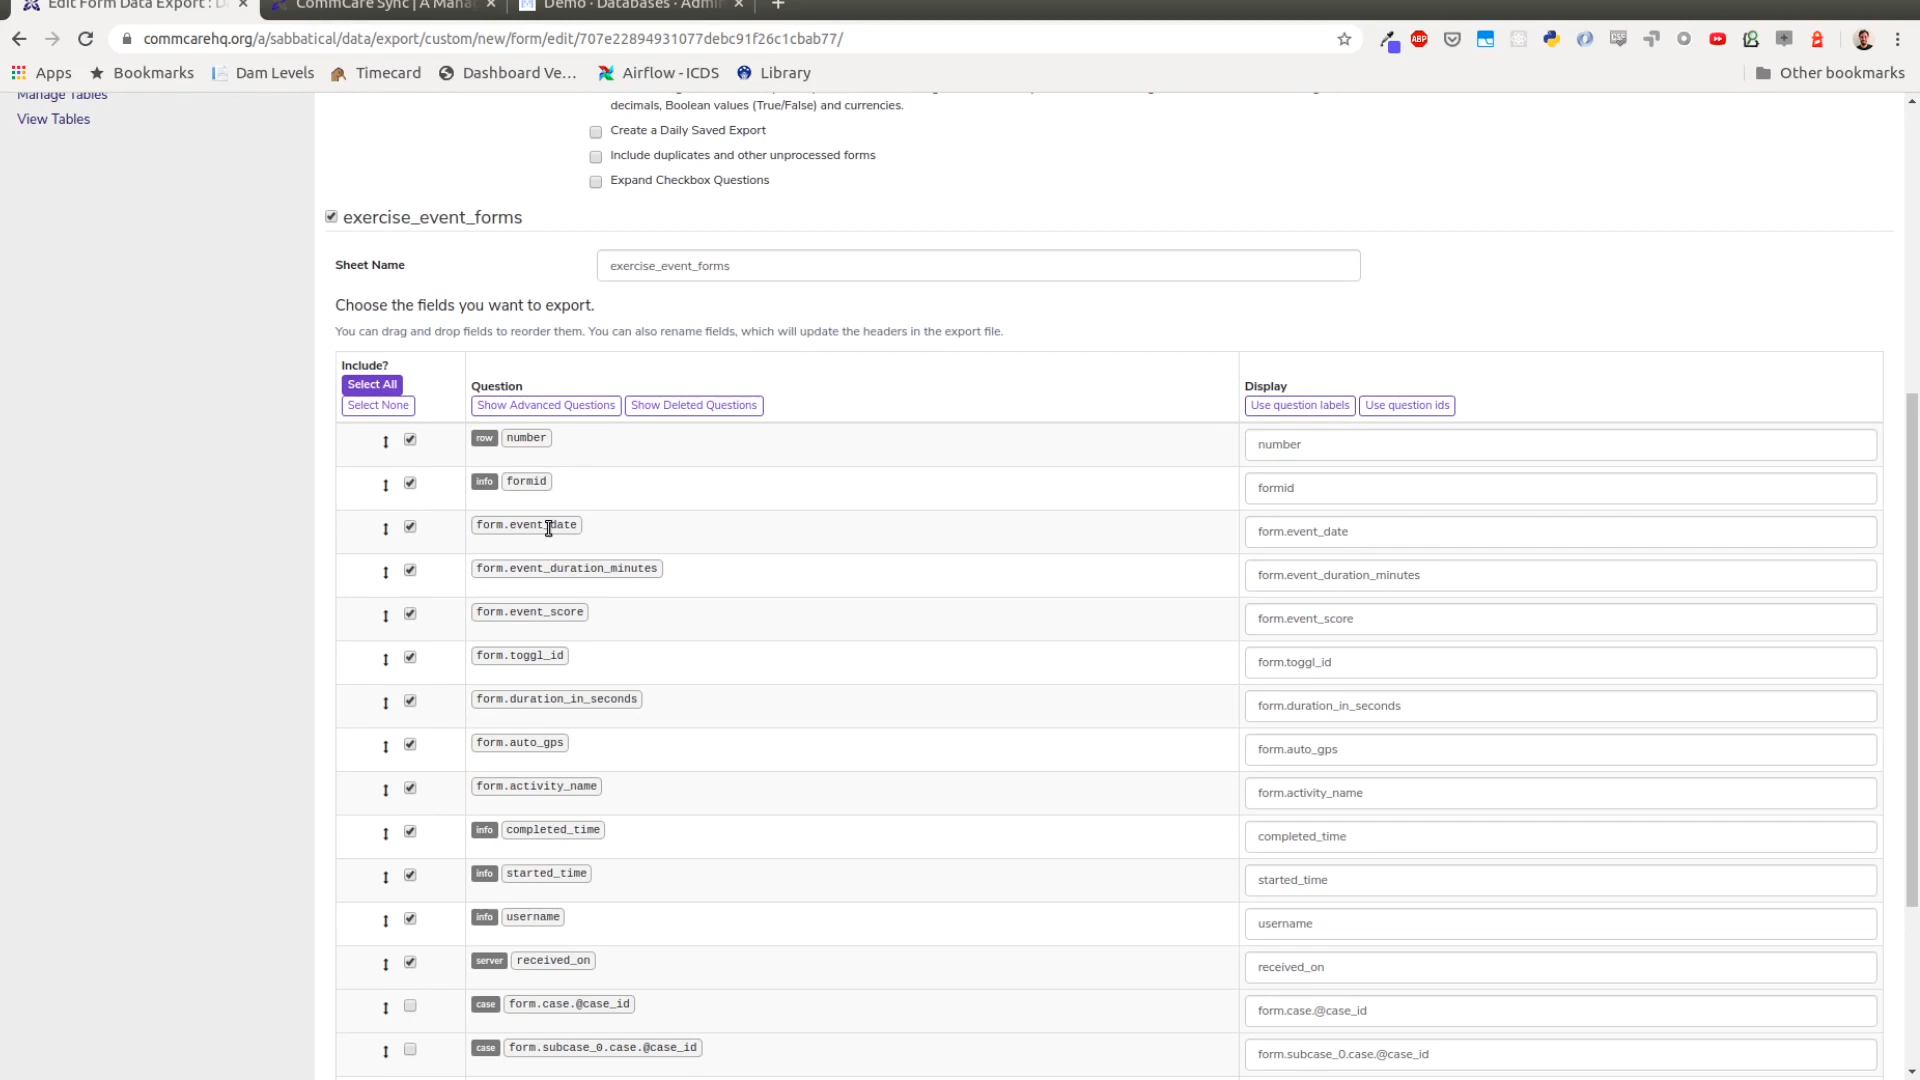 Edit Form Data Export : D
CommCare Sync | A Mana
Demo · Databases · Admin
commcarehq.org/a/sabbatical/data/export/custom/new/form/edit/707e22894931077debc91f26c1cbab77/
Apps
Bookmarks
Dam Levels
Timecard
Dashboard Ve...
Airflow - ICDS
Library
Other bookmarks
Manage Tables
View Tables
decimals, Boolean values (True/False) and currencies.
Create a Daily Saved Export
Include duplicates and other unprocessed forms
Expand Checkbox Questions
exercise_event_forms
Sheet Name
exercise_event_forms
Choose the fields you want to export.
You can drag and drop fields to reorder them. You can also rename fields, which will update the headers in the export file.
Include?
Select All
Select None
Question
Show Advanced Questions
Show Deleted Questions
Display
Use question labels
Use question ids
row number
number
info formid
formid
form.event_date
form.event_date
form.event_duration_minutes
form.event_duration_minutes
form.event_score
form.event_score
form.toggl_id
form.toggl_id
form.duration_in_seconds
form.duration_in_seconds
form.auto_gps
form.auto_gps
form.activity_name
form.activity_name
info completed_time
completed_time
info started_time
started_time
info username
username
server received_on
received_on
case form.case.@case_id
form.case.@case_id
case form.subcase_0.case.@case_id
form.subcase_0.case.@case_id